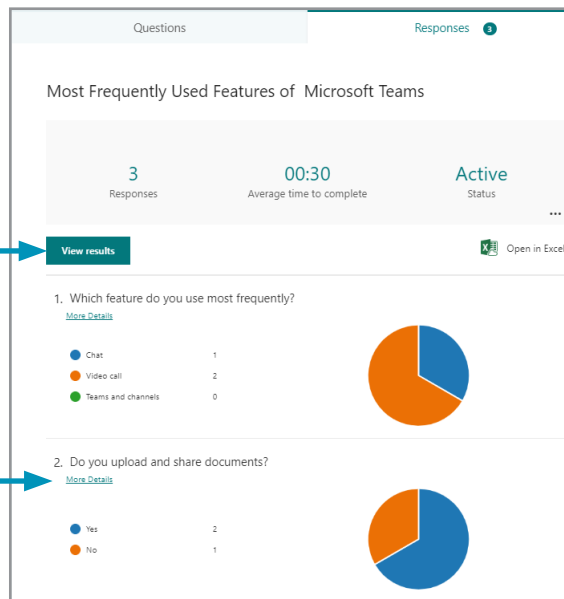 Questions Responses 3
Most Frequently Used Features of Microsoft Teams
3 00:30 Active
Responses Average time to complete Status
...
View results Open in Excel
1. Which feature do you use most frequently?
More Details
Chat 1
Video call 2
Teams and channels 0
2. Do you upload and share documents?
More Details
Yes 2
No 1